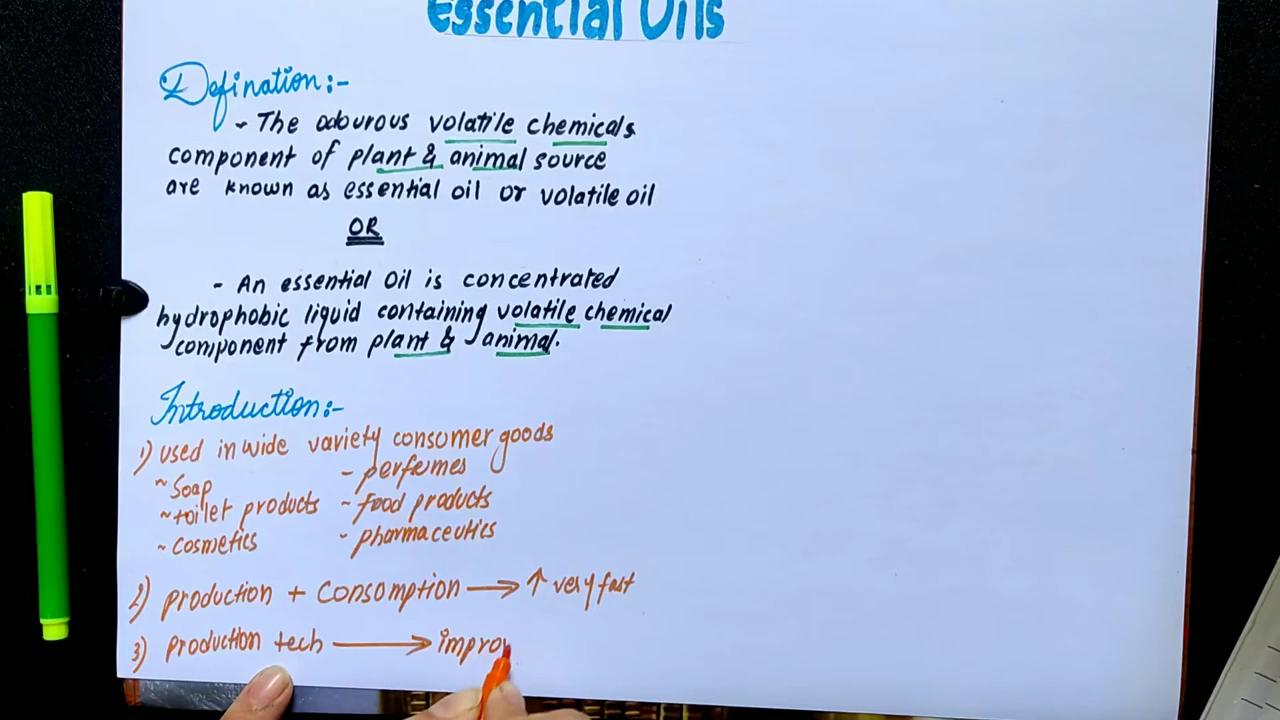 Essential Oils
Defination:-
- The odourous volatile chemicals
component of plant & animal source
are known as essential oil or volatile oil
OR
- An essential Oil is concentrated
hydrophobic liquid containing volatile chemical
component from plant & animal.
Introduction:-
1) used in wide variety consumer goods
~ Soap - perfumes
~ toilet products - food products
~ cosmetics - pharmaceutics
2) production + consomption → ↑ very fast
3) production tech → impro